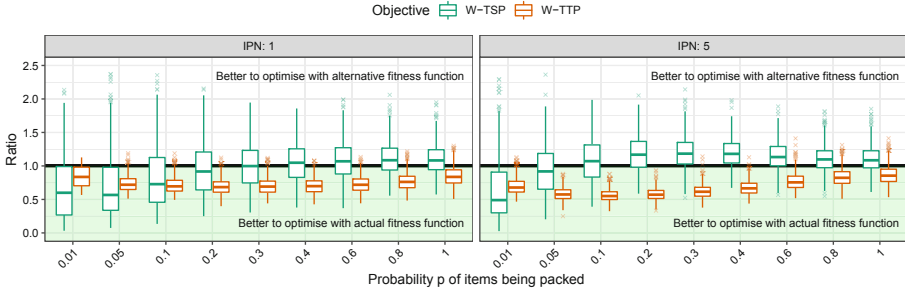 Objective W−TSP W−TTP
IPN: 1
IPN: 5
Ratio
2.5
2.0
1.5
1.0
0.5
0.0
Better to optimise with alternative fitness function
Better to optimise with actual fitness function
Better to optimise with alternative fitness function
Better to optimise with actual fitness function
0.01 0.05 0.1 0.2 0.3 0.4 0.6 0.8 1
0.01 0.05 0.1 0.2 0.3 0.4 0.6 0.8 1
Probability p of items being packed